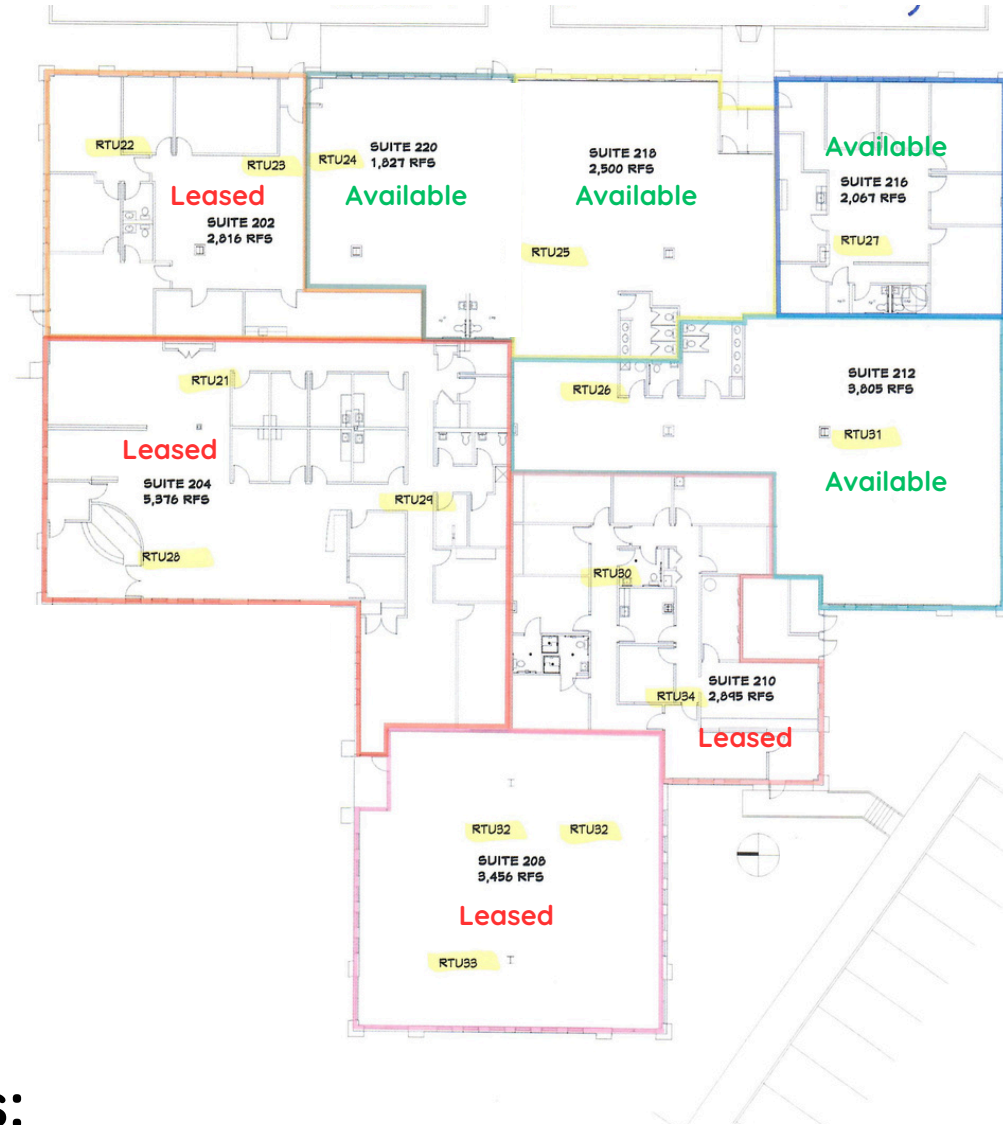 RTU22
RTU23
Leased
SUITE 202
2,816 RFS
RTU24
SUITE 220
1,827 RFS
Available
SUITE 218
2,500 RFS
Available
RTU25
Available
SUITE 216
2,067 RFS
RTU27
RTU21
Leased
SUITE 204
5,376 RFS
RTU29
RTU28
RTU26
SUITE 212
3,805 RFS
RTU31
Available
RTU30
SUITE 210
RTU34 2,895 RFS
Leased
RTU32 RTU32
SUITE 208
3,456 RFS
Leased
RTU33
s: